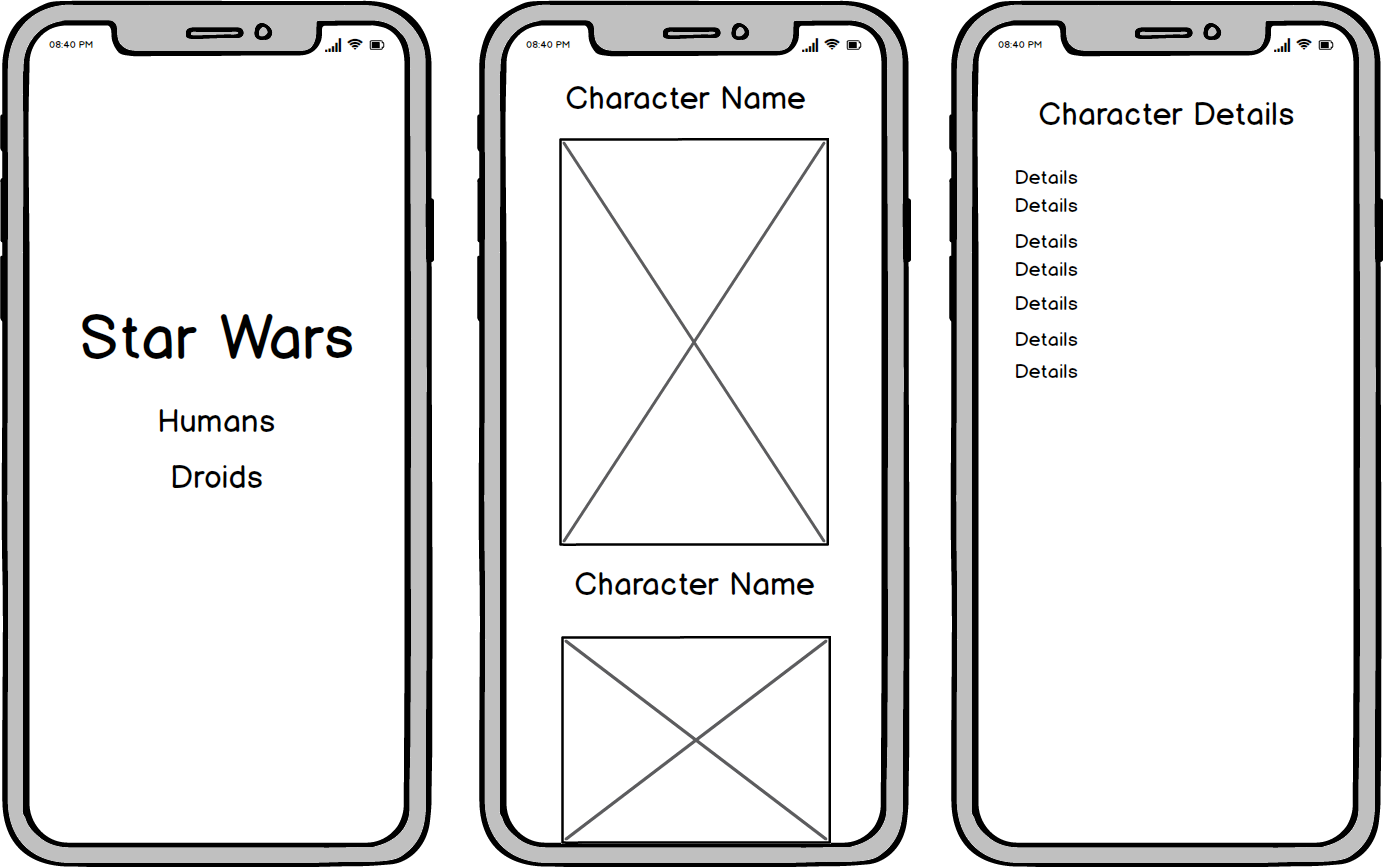 08:40 PM
Star Wars
Humans
Droids
08:40 PM
Character Name
Character Name
08:40 PM
Character Details
Details
Details
Details
Details
Details
Details
Details